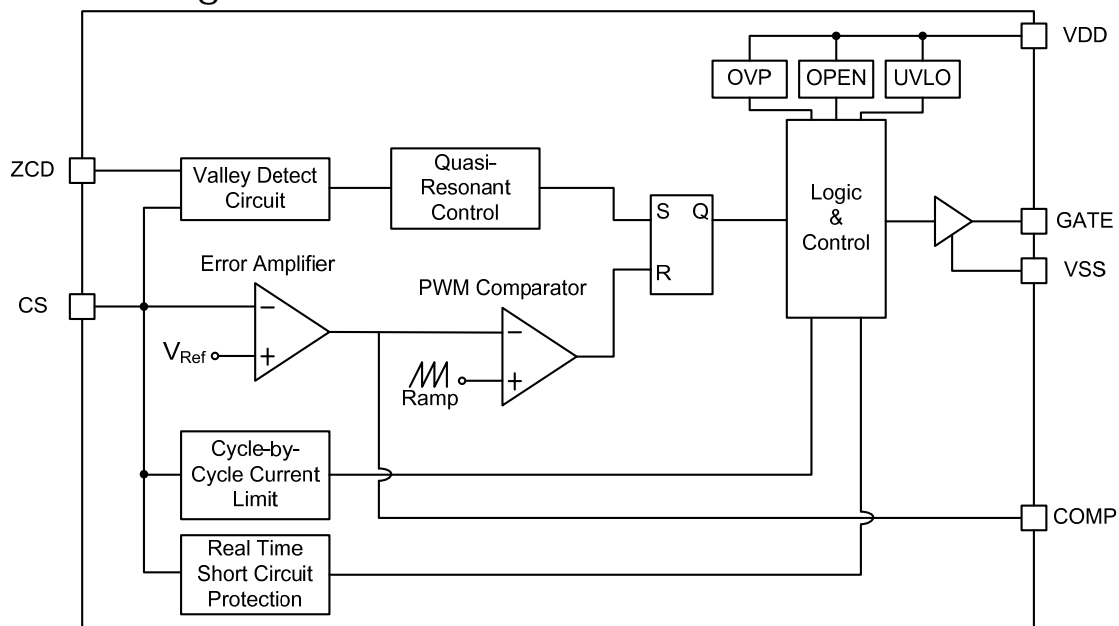 VDD
OVP
OPEN
UVLO
ZCD
Valley Detect
Circuit
Quasi-
Resonant
Control
S
Q
R
Logic
&
Control
GATE
VSS
Error Amplifier
CS
PWM Comparator
−
VRef
+
−
Ramp
+
Cycle-by-
Cycle Current
Limit
COMP
Real Time
Short Circuit
Protection